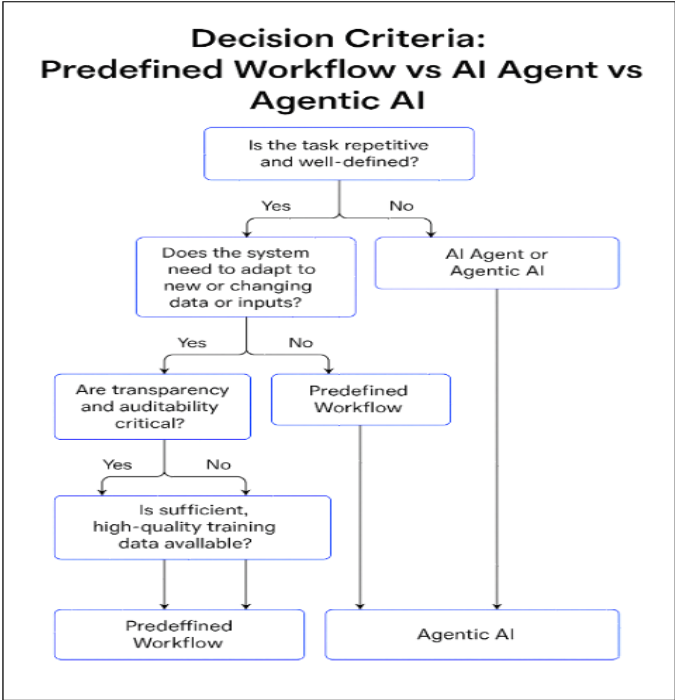 Decision Criteria:
Predefined Workflow vs AI Agent vs
Agentic AI
Is the task repetitive
and well-defined?
Yes
No
Does the system
need to adapt to
new or changing
data or inputs?
AI Agent or
Agentic AI
Yes
No
Are transparency
and auditability
critical?
Predefined
Workflow
Yes
No
Is sufficient,
high-quality training
data available?
Predeffined
Workflow
Agentic AI